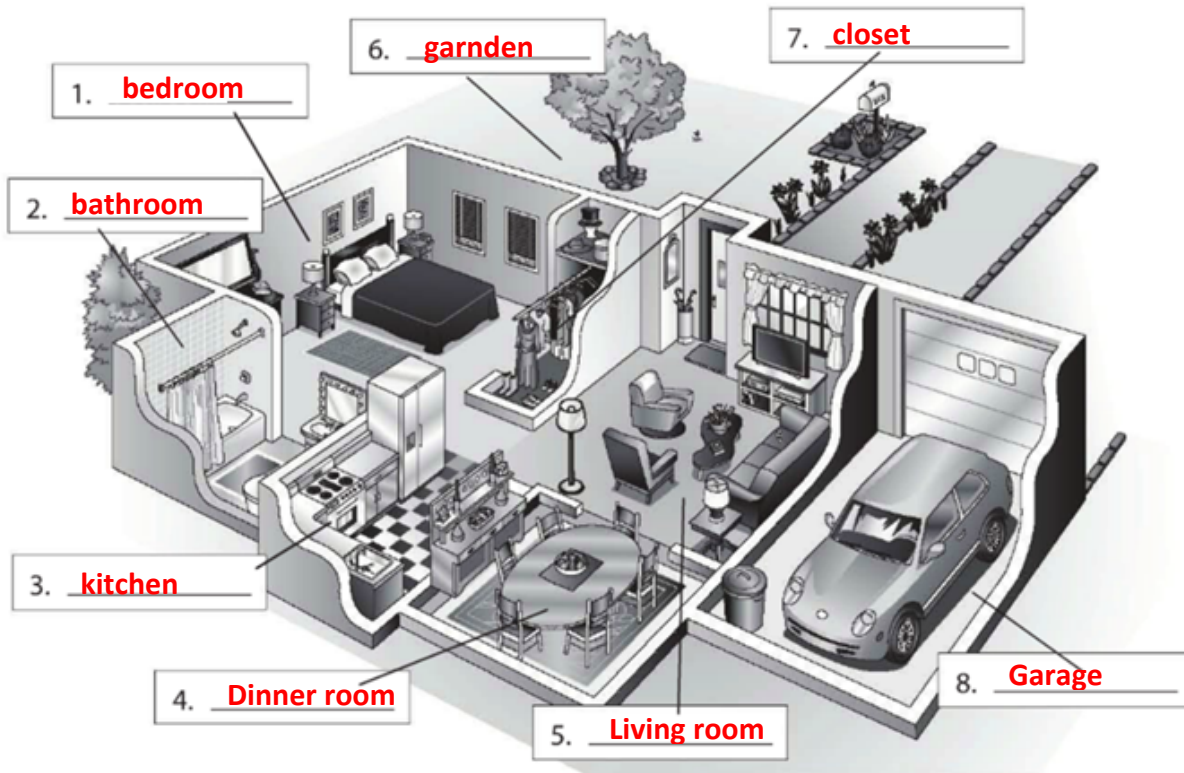 1. bedroom
2. bathroom
3. kitchen
4. Dinner room
5. Living room
6. garnden
7. closet
8. Garage